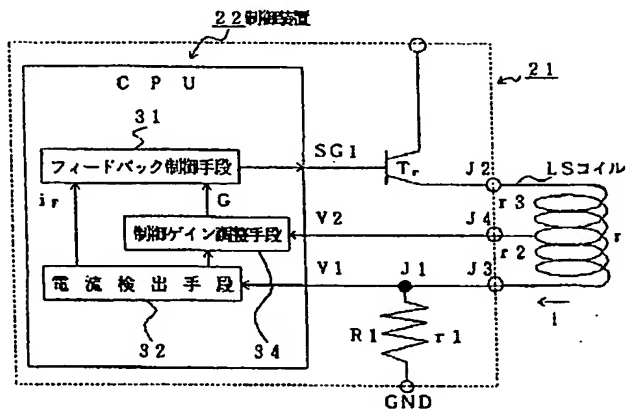 22制御装置
CPU
21
31
SG1
Tr
J2
LSコイル
フィードバック制御手段
ir
G
V2
J4
r3
r
制御ゲイン調整手段
r2
V1
J1
J3
電流検出手段
i
32
34
R1
r1
GND